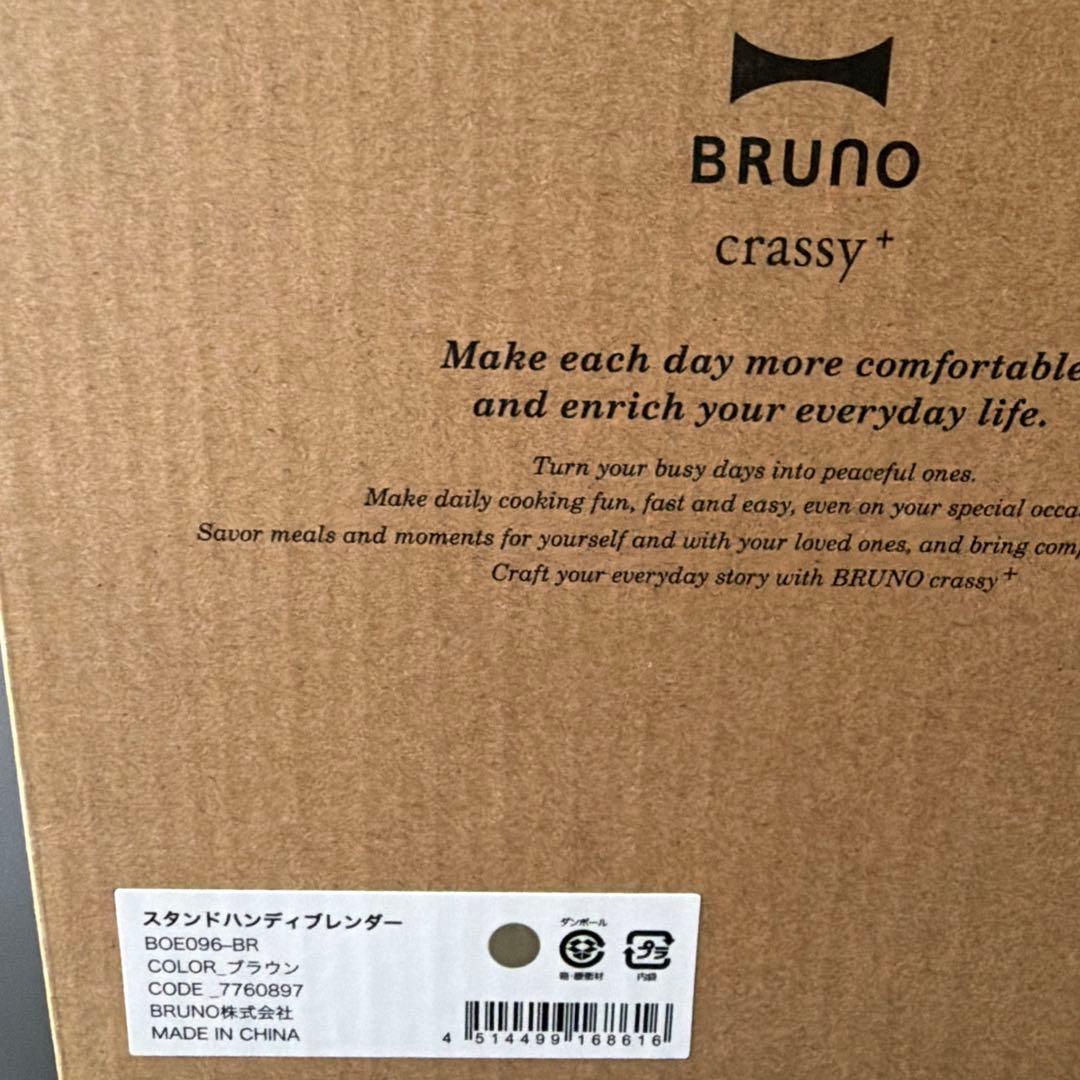 BRUNO
crassy+
Make each day more comfortable
and enrich your everyday life.
Turn your busy days into peaceful ones.
Make daily cooking fun, fast and easy, even on your special
Savor meals and moments for yourself and with your loved ones, and bring
Craft your everyday story with BRUNO crassy+
スタンドハンディブレンダー
BOE096-BR
COLOR_ブラウン
CODE _7760897
BRUNO株式会社
MADE IN CHINA
ダンボール
箱・緩衝材
プラ
内袋
4 514499 168616